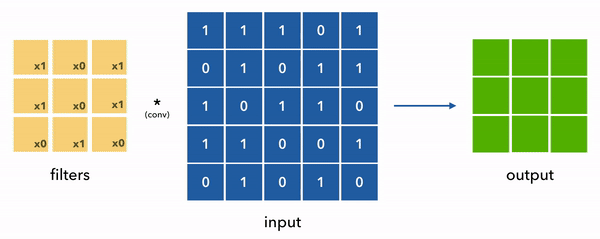 x1 x0 x1
x1 x0 x1
x0 x1 x0
filters
*
(conv)
1 1 1 0 1
0 1 0 1 1
1 0 1 1 0
1 1 0 0 1
0 1 0 1 0
input
output